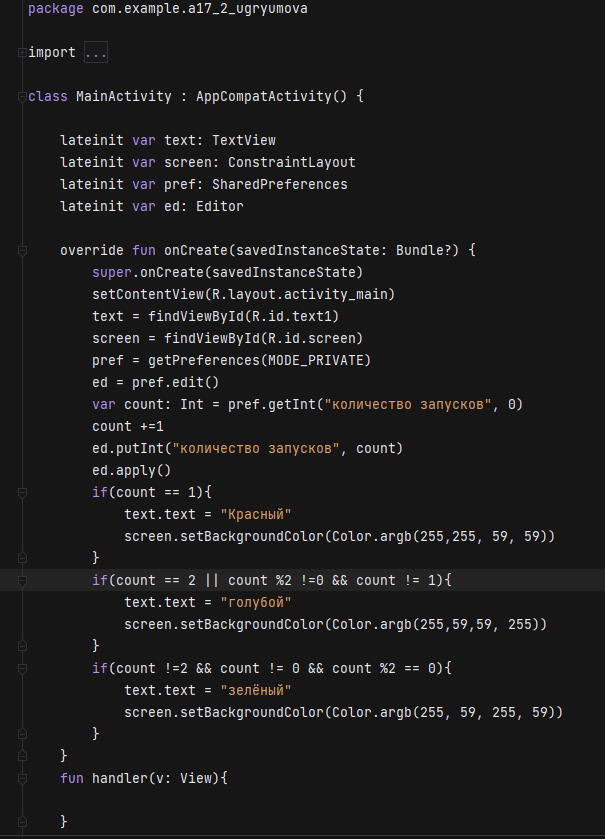 package com.example.a17_2_ugryumova
import ...
class MainActivity : AppCompatActivity() {
lateinit var text: TextView
lateinit var screen: ConstraintLayout
lateinit var pref: SharedPreferences
lateinit var ed: Editor
override fun onCreate(savedInstanceState: Bundle?) {
super.onCreate(savedInstanceState)
setContentView(R.layout.activity_main)
text = findViewById(R.id.text1)
screen = findViewById(R.id.screen)
pref = getPreferences(MODE_PRIVATE)
ed = pref.edit()
var count: Int = pref.getInt("количество запусков", 0)
count +=1
ed.putInt("количество запусков", count)
ed.apply()
if(count == 1){
text.text = "Красный"
screen.setBackgroundColor(Color.argb(255,255, 59, 59))
}
if(count == 2 || count %2 !=0 && count != 1){
text.text = "голубой"
screen.setBackgroundColor(Color.argb(255,59,59, 255))
}
if(count !=2 && count != 0 && count %2 == 0){
text.text = "зелёный"
screen.setBackgroundColor(Color.argb(255, 59, 255, 59))
}
}
fun handler(v: View){
}